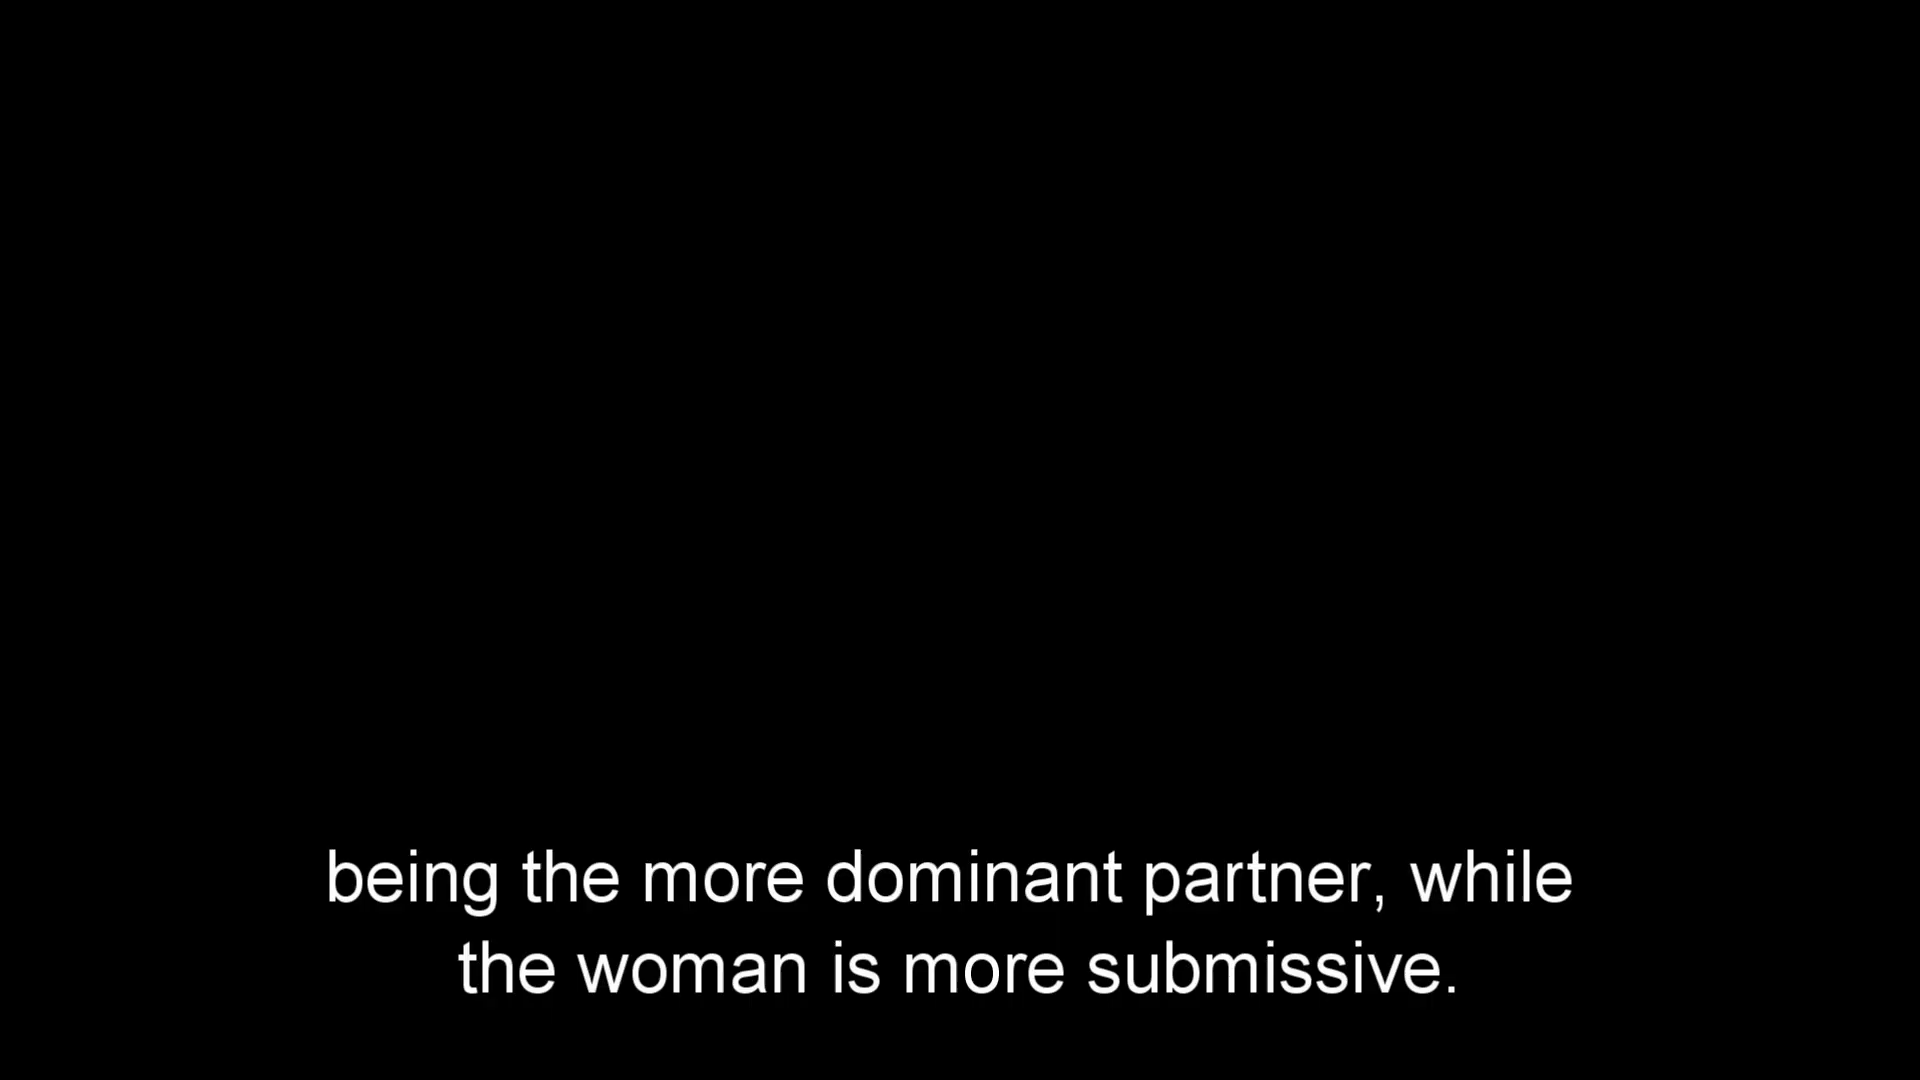 being the more dominant partner, while
the woman is more submissive.